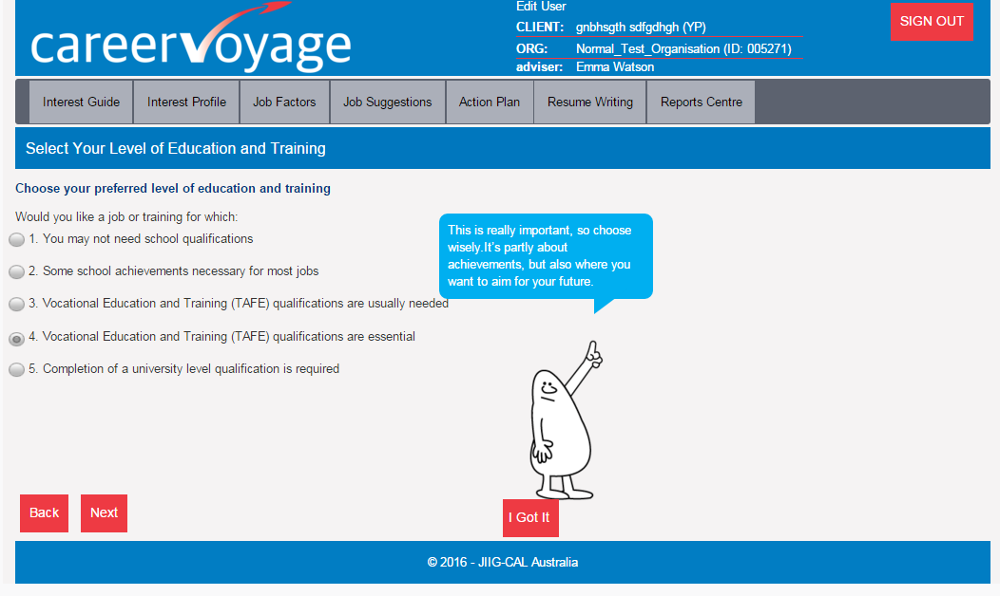 careervoyage
Edit User
CLIENT: gnbhsgth sdfgdhgh (YP)
ORG: Normal_Test_Organisation (ID: 005271)
adviser: Emma Watson
SIGN OUT
Interest Guide Interest Profile Job Factors Job Suggestions Action Plan Resume Writing Reports Centre
Select Your Level of Education and Training
Choose your preferred level of education and training
Would you like a job or training for which:
1. You may not need school qualifications
2. Some school achievements necessary for most jobs
3. Vocational Education and Training (TAFE) qualifications are usually needed
4. Vocational Education and Training (TAFE) qualifications are essential
5. Completion of a university level qualification is required
This is really important, so choose
wisely.It's partly about
achievements, but also where you
want to aim for your future.
Back Next
I Got It
© 2016 - JIIG-CAL Australia